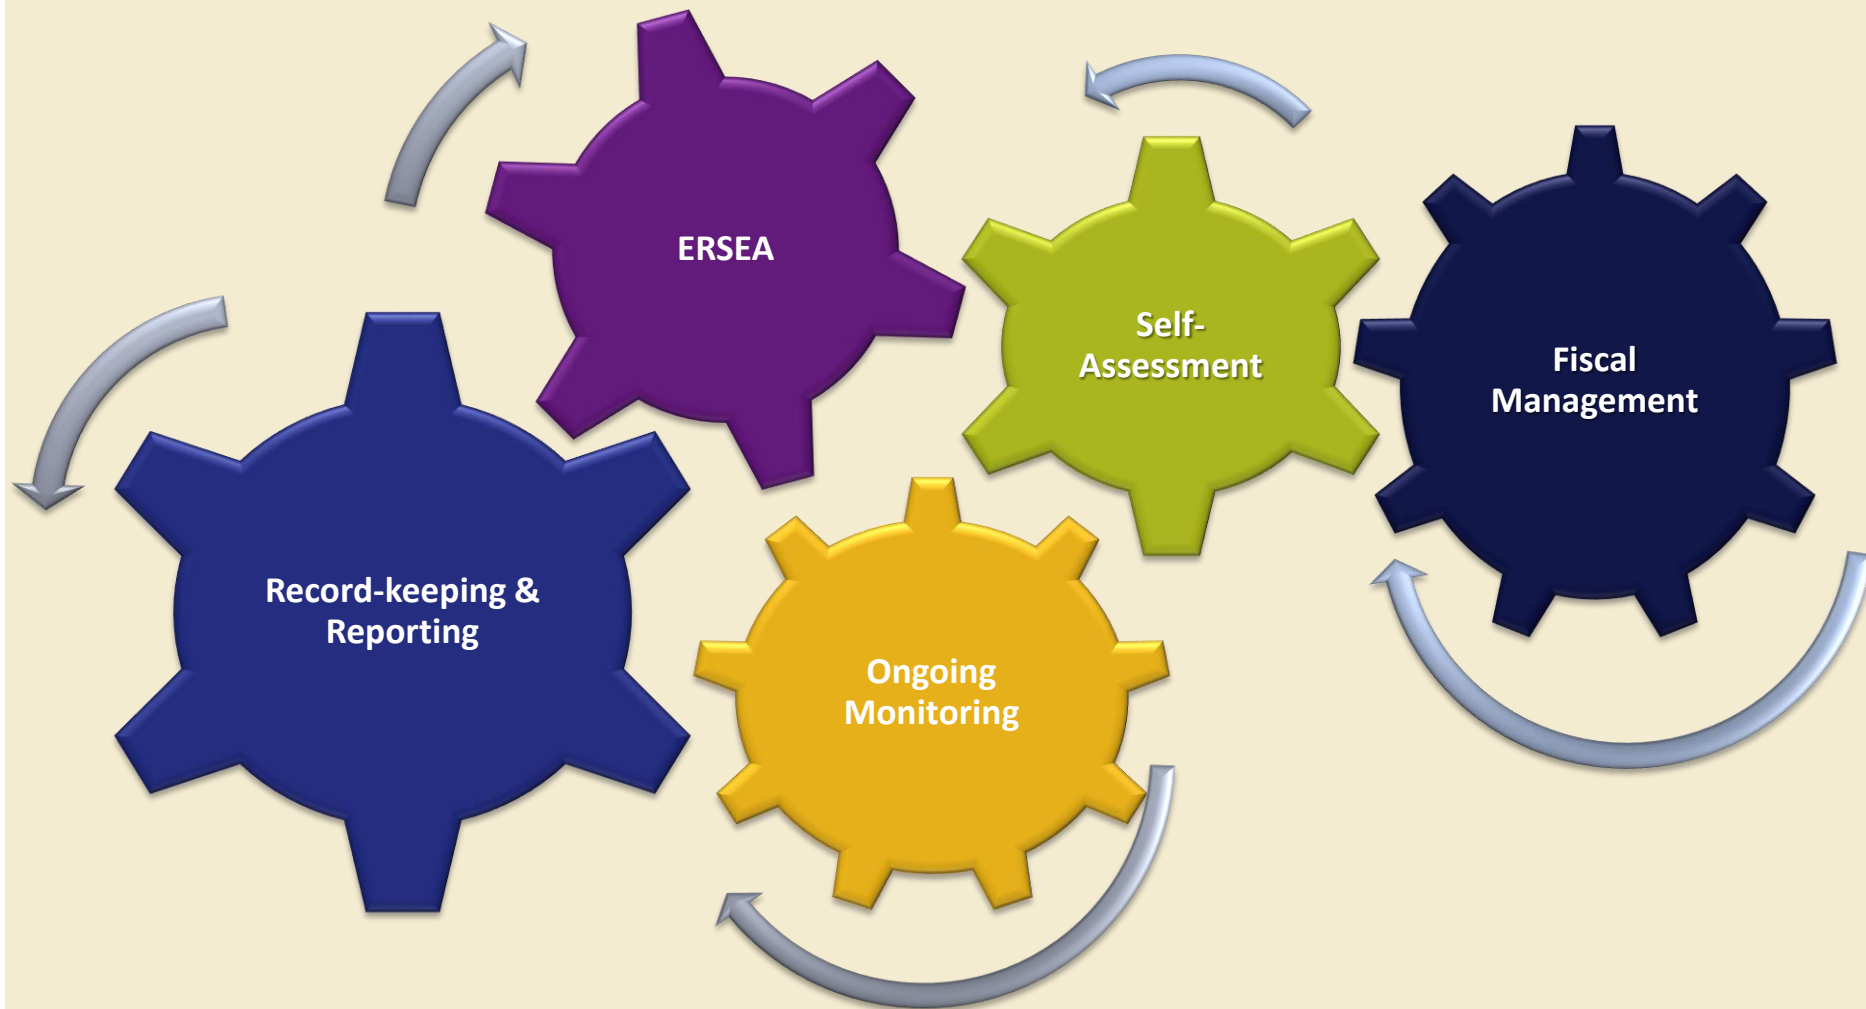 ERSEA
Self-
Assessment
Fiscal
Management
Record-keeping &
Reporting
Ongoing
Monitoring